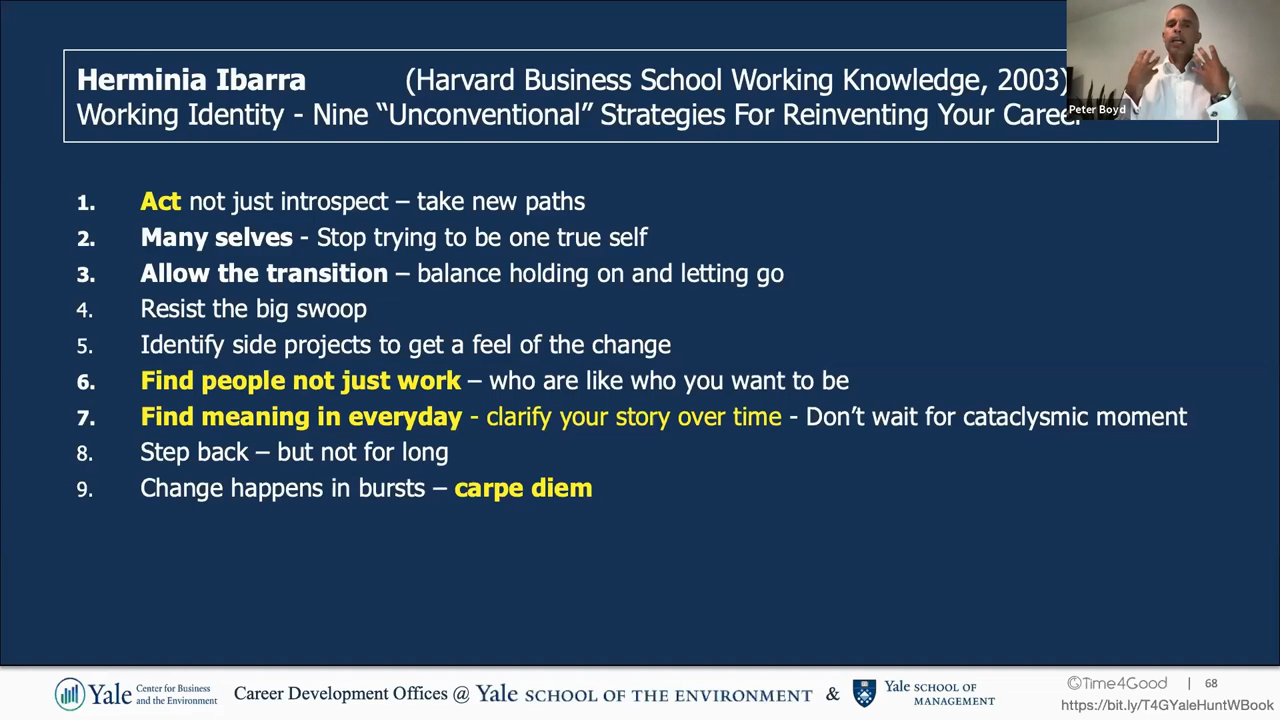 Herminia Ibarra (Harvard Business School Working Knowledge, 2003)
Working Identity - Nine “Unconventional” Strategies For Reinventing Your Career
Peter Boyd
1. Act not just introspect – take new paths
2. Many selves - Stop trying to be one true self
3. Allow the transition – balance holding on and letting go
4. Resist the big swoop
5. Identify side projects to get a feel of the change
6. Find people not just work – who are like who you want to be
7. Find meaning in everyday - clarify your story over time - Don’t wait for cataclysmic moment
8. Step back – but not for long
9. Change happens in bursts – carpe diem
Yale Center for Business and the Environment
Career Development Offices @ Yale SCHOOL OF THE ENVIRONMENT & Yale SCHOOL OF MANAGEMENT
©Time4Good | 68
https://bit.ly/T4GYaleHuntWBook